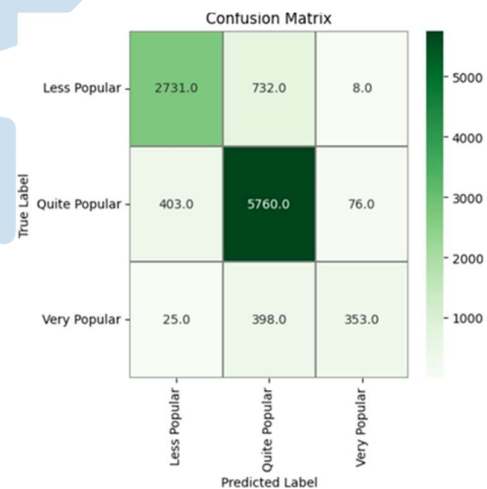 Confusion Matrix
Less Popular
2731.0 732.0 8.0
5000
4000
True Label
Quite Popular
403.0 5760.0 76.0
3000
2000
Very Popular
25.0 398.0 353.0
1000
Less Popular
Quite Popular
Very Popular
Predicted Label